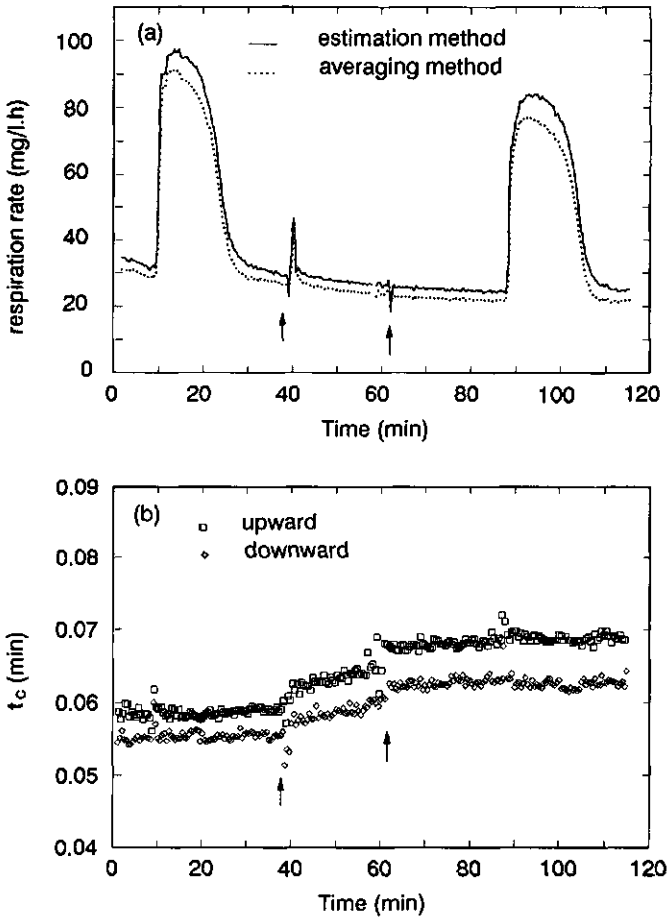 (a)
estimation method
averaging method
respiration rate (mg/l.h)
100
80
60
40
20
0
0 20 40 60 80 100 120
Time (min)
(b)
upward
downward
t_c (min)
0.09
0.08
0.07
0.06
0.05
0.04
0 20 40 60 80 100 120
Time (min)